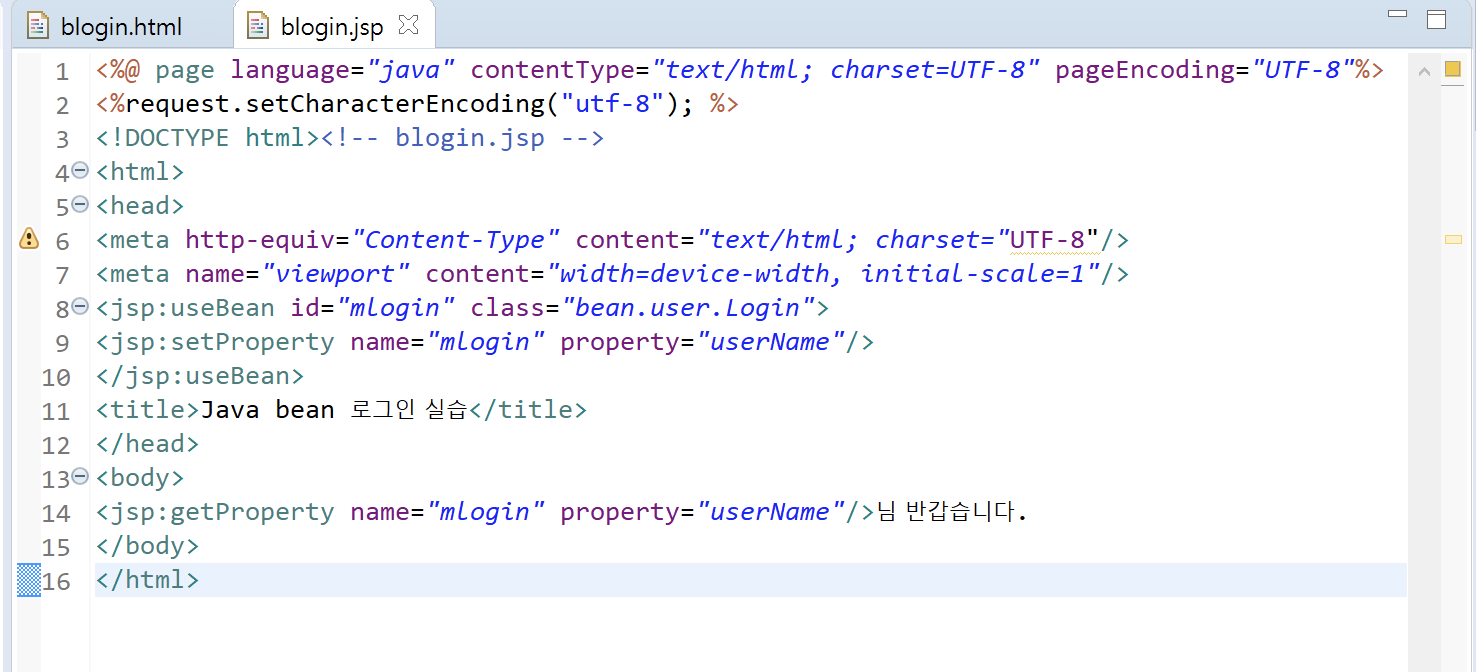 blogin.html blogin.jsp
1 <%@ page language="java" contentType="text/html; charset=UTF-8" pageEncoding="UTF-8"%>
2 <%request.setCharacterEncoding("utf-8"); %>
3 <!DOCTYPE html><!-- blogin.jsp -->
4 <html>
5 <head>
6 <meta http-equiv="Content-Type" content="text/html; charset="UTF-8"/>
7 <meta name="viewport" content="width=device-width, initial-scale=1"/>
8 <jsp:useBean id="mlogin" class="bean.user.Login">
9 <jsp:setProperty name="mlogin" property="userName"/>
10 </jsp:useBean>
11 <title>Java bean 로그인 실습</title>
12 </head>
13 <body>
14 <jsp:getProperty name="mlogin" property="userName"/>님 반갑습니다.
15 </body>
16 </html>